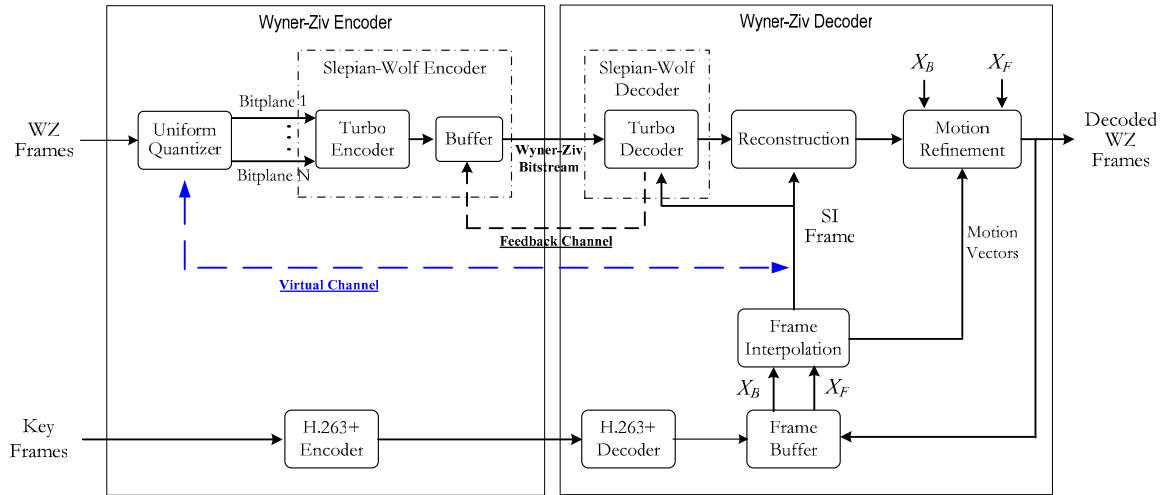 Wyner-Ziv Encoder
Wyner-Ziv Decoder
Slepian-Wolf Encoder
Slepian-Wolf
Decoder
X_B
X_F
WZ
Frames
Uniform
Quantizer
Bitplane 1
Bitplane N
Turbo
Encoder
Buffer
Wyner-Ziv
Bitstream
Turbo
Decoder
Reconstruction
Motion
Refinement
Decoded
WZ
Frames
Feedback Channel
SI
Frame
Motion
Vectors
Virtual Channel
Frame
Interpolation
X_B
X_F
Key
Frames
H.263+
Encoder
H.263+
Decoder
Frame
Buffer